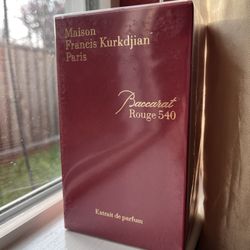 Maison
Francis Kurkdjian
Paris
Baccarat
Rouge 540
Extrait de parfum